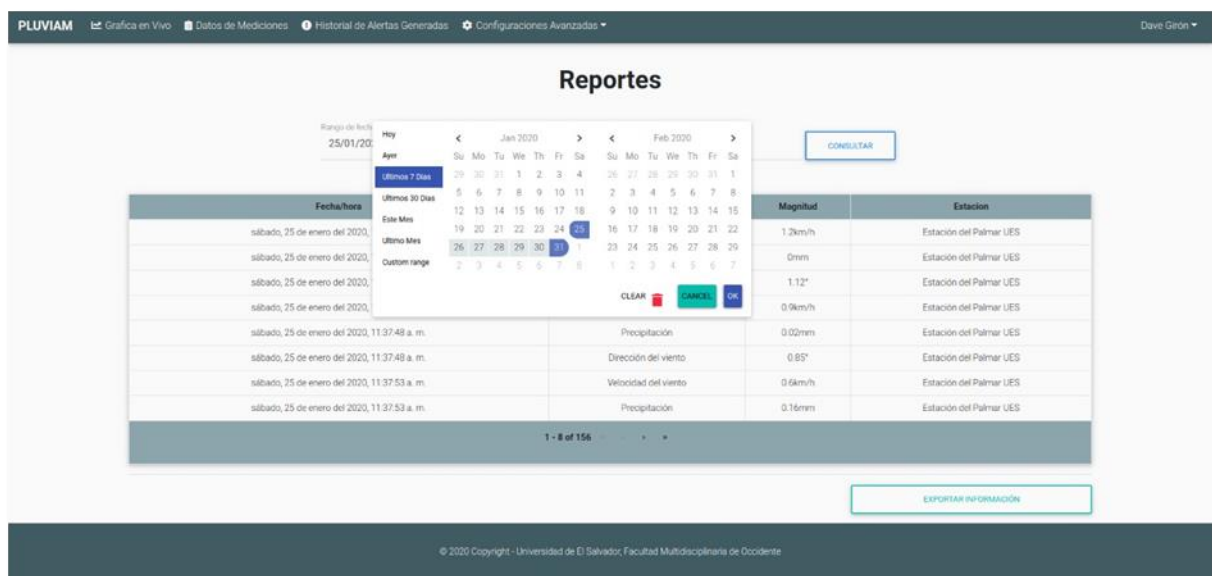 PLUVIAM Grafica en Vivo Datos de Mediciones Historial de Alertas Generadas Configuraciones Avanzadas Dave Girón
Reportes
Rango de fech
25/01/20
CONSULTAR
Hoy
Ayer
Ultimos 7 Dias
Ultimos 30 Dias
Este Mes
Ultimo Mes
Custom range
Jan 2020
Su Mo Tu We Th Fr Sa
29 30 31 1 2 3 4
5 6 7 8 9 10 11
12 13 14 15 16 17 18
19 20 21 22 23 24 25
26 27 28 29 30 31 1
2 3 4 5 6 7 8
Feb 2020
Su Mo Tu We Th Fr Sa
26 27 28 29 30 31 1
2 3 4 5 6 7 8
9 10 11 12 13 14 15
16 17 18 19 20 21 22
23 24 25 26 27 28 29
1 2 3 4 5 6 7
CLEAR CANCEL OK
Fecha/hora Magnitud Estacion
sábado, 25 de enero del 2020, 1.2km/h Estación del Palmar UES
sábado, 25 de enero del 2020, 0mm Estación del Palmar UES
sábado, 25 de enero del 2020, 1.12° Estación del Palmar UES
sábado, 25 de enero del 2020, 0.9km/h Estación del Palmar UES
sábado, 25 de enero del 2020, 11:37:48 a. m. Precipitación 0.02mm Estación del Palmar UES
sábado, 25 de enero del 2020, 11:37:48 a. m. Dirección del viento 0.85° Estación del Palmar UES
sábado, 25 de enero del 2020, 11:37:53 a. m. Velocidad del viento 0.6km/h Estación del Palmar UES
sábado, 25 de enero del 2020, 11:37:53 a. m. Precipitación 0.16mm Estación del Palmar UES
1 - 8 of 156
EXPORTAR INFORMACIÓN
© 2020 Copyright - Universidad de El Salvador, Facultad Multidisciplinaria de Occidente